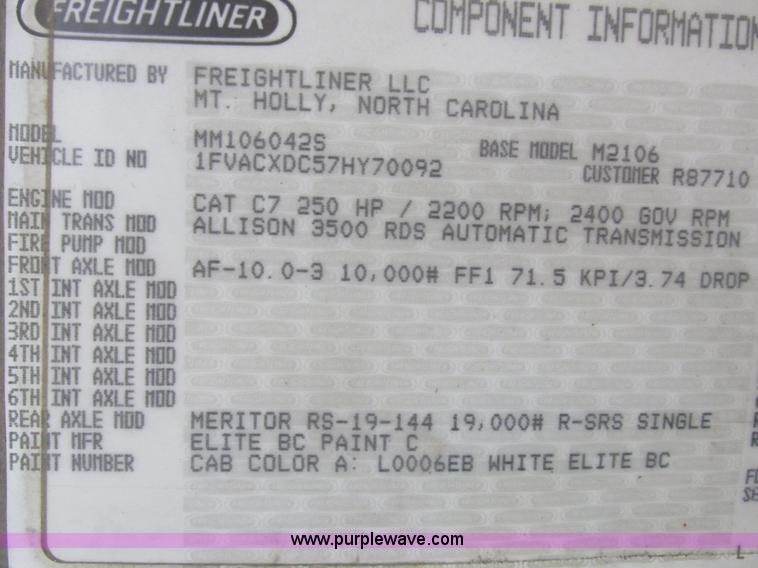 FREIGHTLINER
COMPONENT INFORMATION
MANUFACTURED BY FREIGHTLINER LLC
MT. HOLLY, NORTH CAROLINA
MODEL MM106042S BASE MODEL M2106
VEHICLE ID NO 1FVACXDC57HY70092 CUSTOMER R87710
ENGINE MOD CAT C7 250 HP / 2200 RPM; 2400 GOV RPM
MAIN TRANS MOD ALLISON 3500 RDS AUTOMATIC TRANSMISSION
FIRE PUMP MOD
FRONT AXLE MOD AF-10.0-3 10,000# FF1 71.5 KPI/3.74 DROP
1ST INT AXLE MOD
2ND INT AXLE MOD
3RD INT AXLE MOD
4TH INT AXLE MOD
5TH INT AXLE MOD
6TH INT AXLE MOD
REAR AXLE MOD MERITOR RS-19-144 19,000# R-SRS SINGLE
PAINT MFR ELITE BC PAINT C
PAINT NUMBER CAB COLOR A: L0006EB WHITE ELITE BC
www.purplewave.com